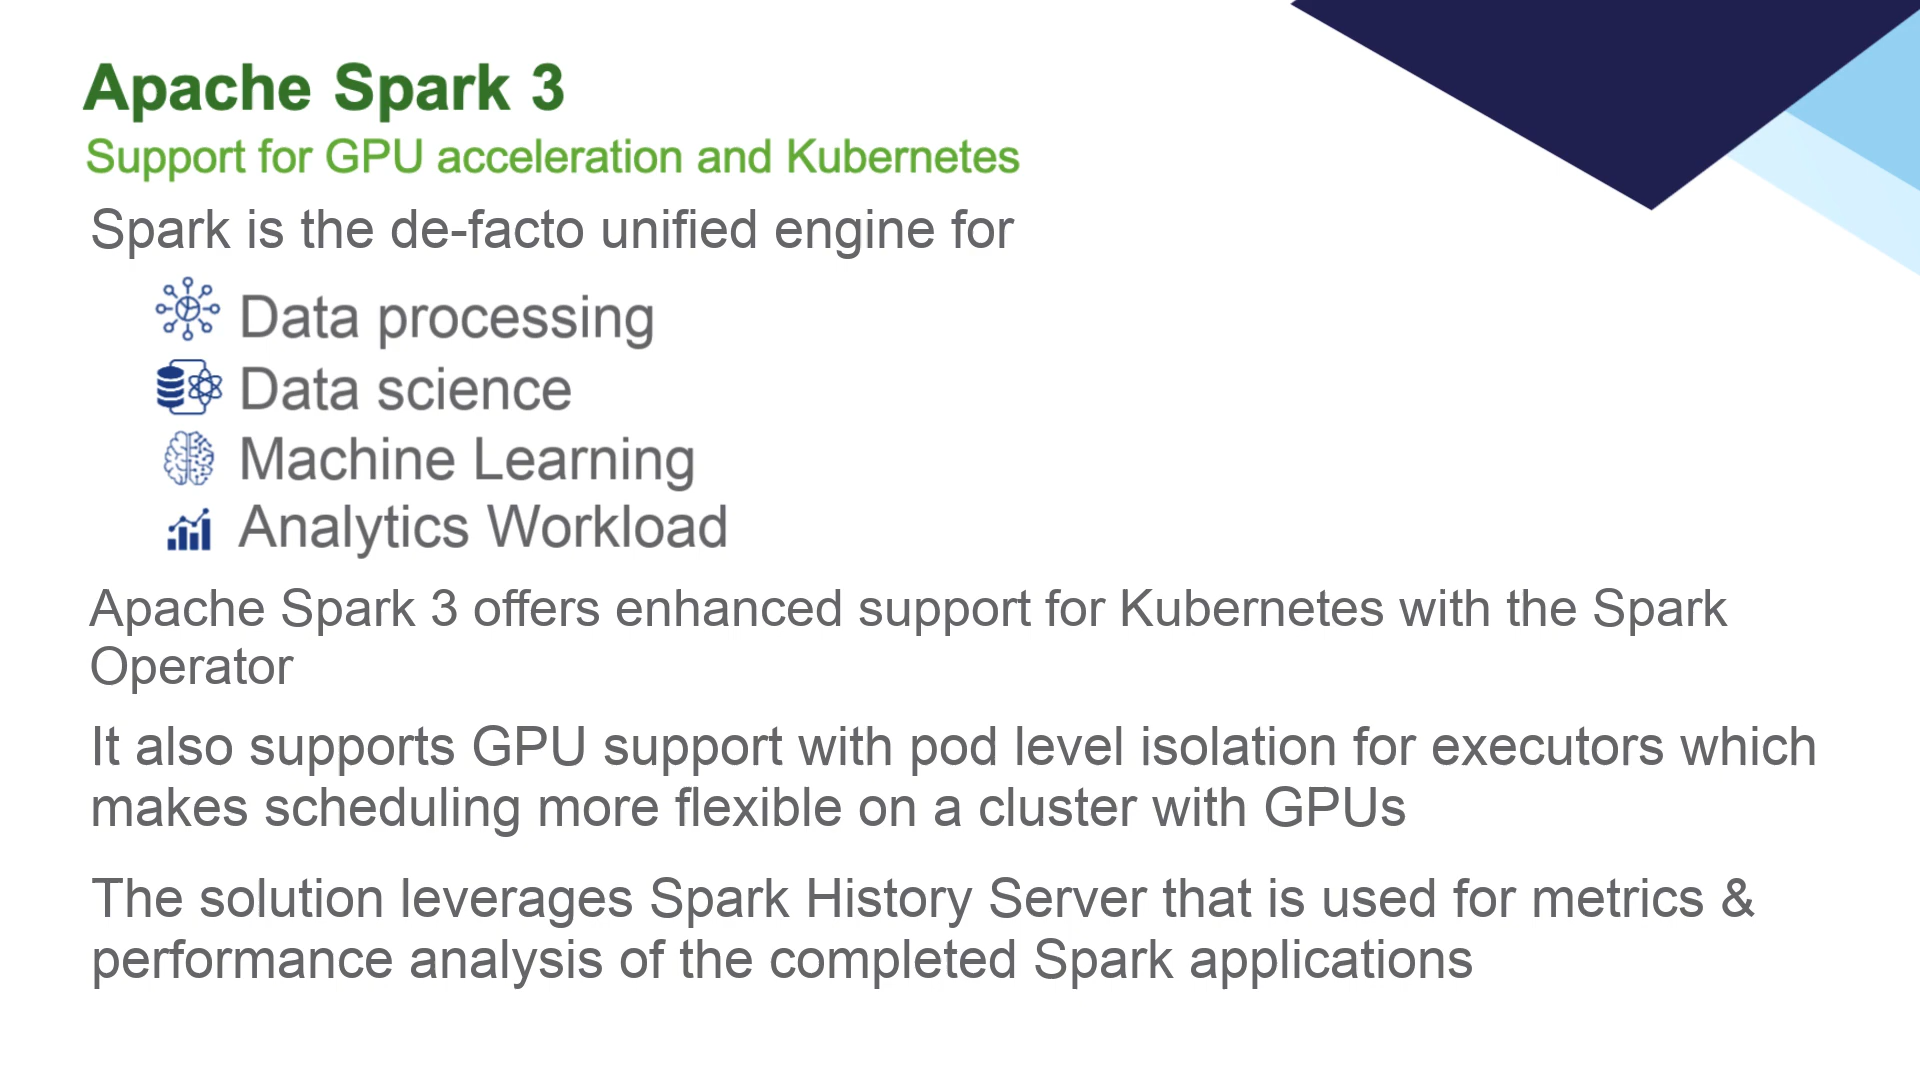 Apache Spark 3
Support for GPU acceleration and Kubernetes
Spark is the de-facto unified engine for
Data processing
Data science
Machine Learning
Analytics Workload
Apache Spark 3 offers enhanced support for Kubernetes with the Spark
Operator
It also supports GPU support with pod level isolation for executors which
makes scheduling more flexible on a cluster with GPUs
The solution leverages Spark History Server that is used for metrics &
performance analysis of the completed Spark applications